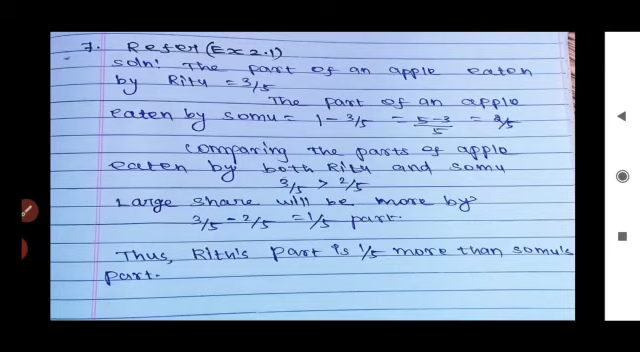 7. Refer (Ex 2.1)
Soln: The part of an apple eaten
by Ritu = 3/5
The part of an apple
eaten by somu = 1 - 3/5 = 5-3/5 = 2/5
Comparing the parts of apple
eaten by both Ritu and somu
3/5 > 2/5
Large share will be more by
3/5 - 2/5 = 1/5 part.
Thus, Ritu's part is 1/5 more than somu's
part.